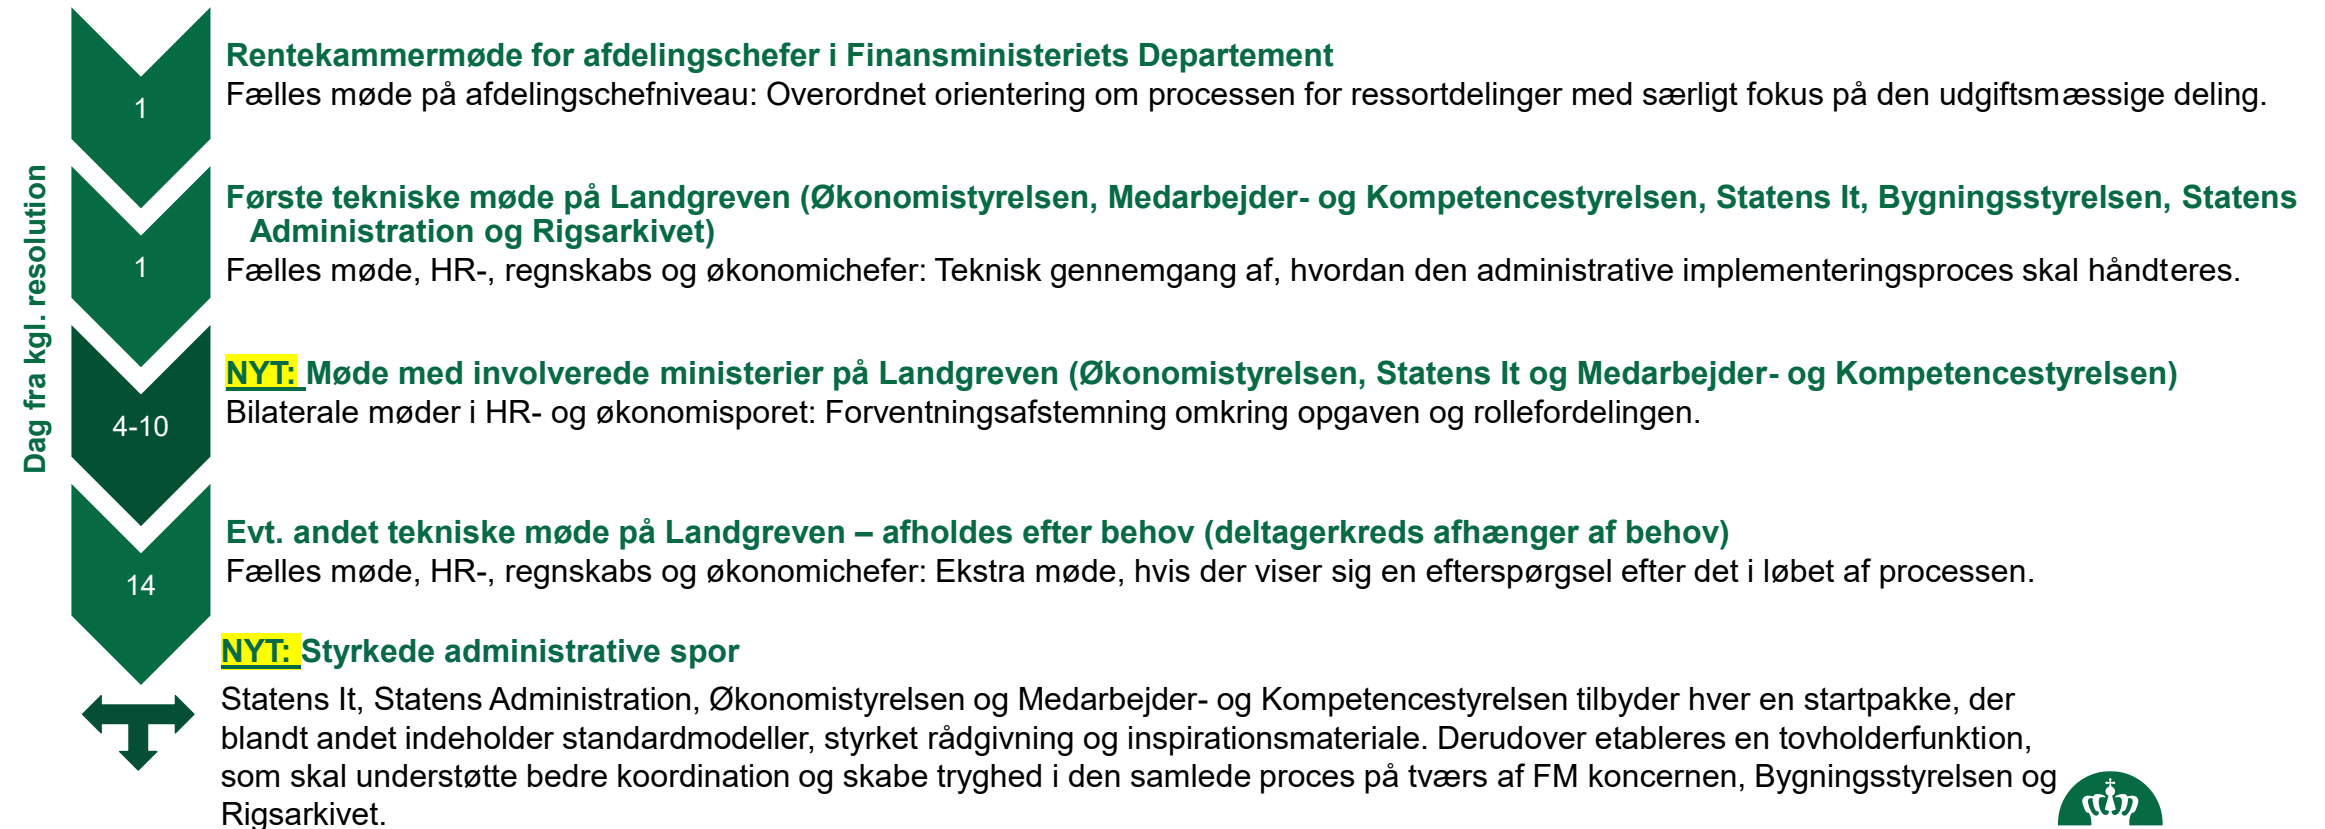 Dag fra kgl. resolution
1
Rentekammermøde for afdelingschefer i Finansministeriets Departement
Fælles møde på afdelingschefniveau: Overordnet orientering om processen for ressortdelinger med særligt fokus på den udgiftsmæssige deling.
1
Første tekniske møde på Landgreven (Økonomistyrelsen, Medarbejder- og Kompetencestyrelsen, Statens It, Bygningsstyrelsen, Statens
Administration og Rigsarkivet)
Fælles møde, HR-, regnskabs og økonomichefer: Teknisk gennemgang af, hvordan den administrative implementeringsproces skal håndteres.
4-10
NYT: Møde med involverede ministerier på Landgreven (Økonomistyrelsen, Statens It og Medarbejder- og Kompetencestyrelsen)
Bilaterale møder i HR- og økonomisporet: Forventningsafstemning omkring opgaven og rollefordelingen.
14
Evt. andet tekniske møde på Landgreven – afholdes efter behov (deltagerkreds afhænger af behov)
Fælles møde, HR-, regnskabs og økonomichefer: Ekstra møde, hvis der viser sig en efterspørgsel efter det i løbet af processen.
NYT: Styrkede administrative spor
Statens It, Statens Administration, Økonomistyrelsen og Medarbejder- og Kompetencestyrelsen tilbyder hver en startpakke, der
blandt andet indeholder standardmodeller, styrket rådgivning og inspirationsmateriale. Derudover etableres en tovholderfunktion,
som skal understøtte bedre koordination og skabe tryghed i den samlede proces på tværs af FM koncernen, Bygningsstyrelsen og
Rigsarkivet.